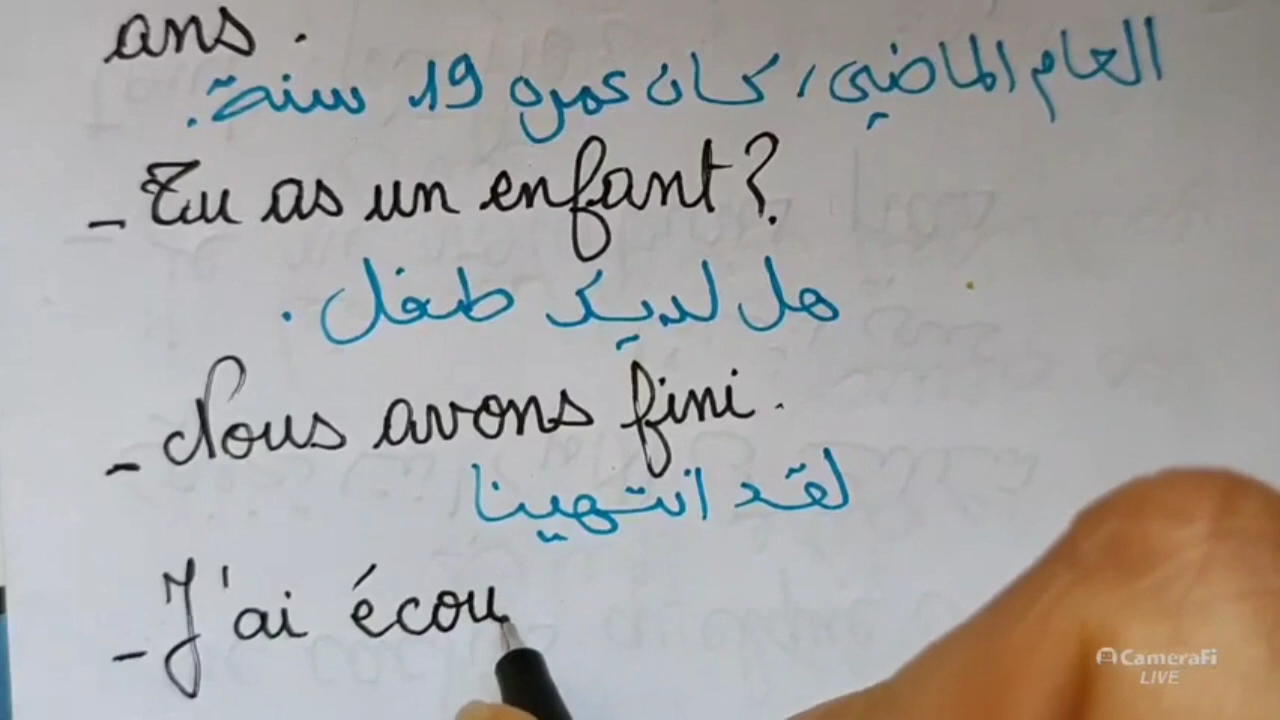 ans.
العام الماضي، كان عمره 19 سنة.
- Tu as un enfant?
هل لديك طفل.
- Nous avons fini.
لقد انتهينا
- J'ai écou
CameraFi
LIVE